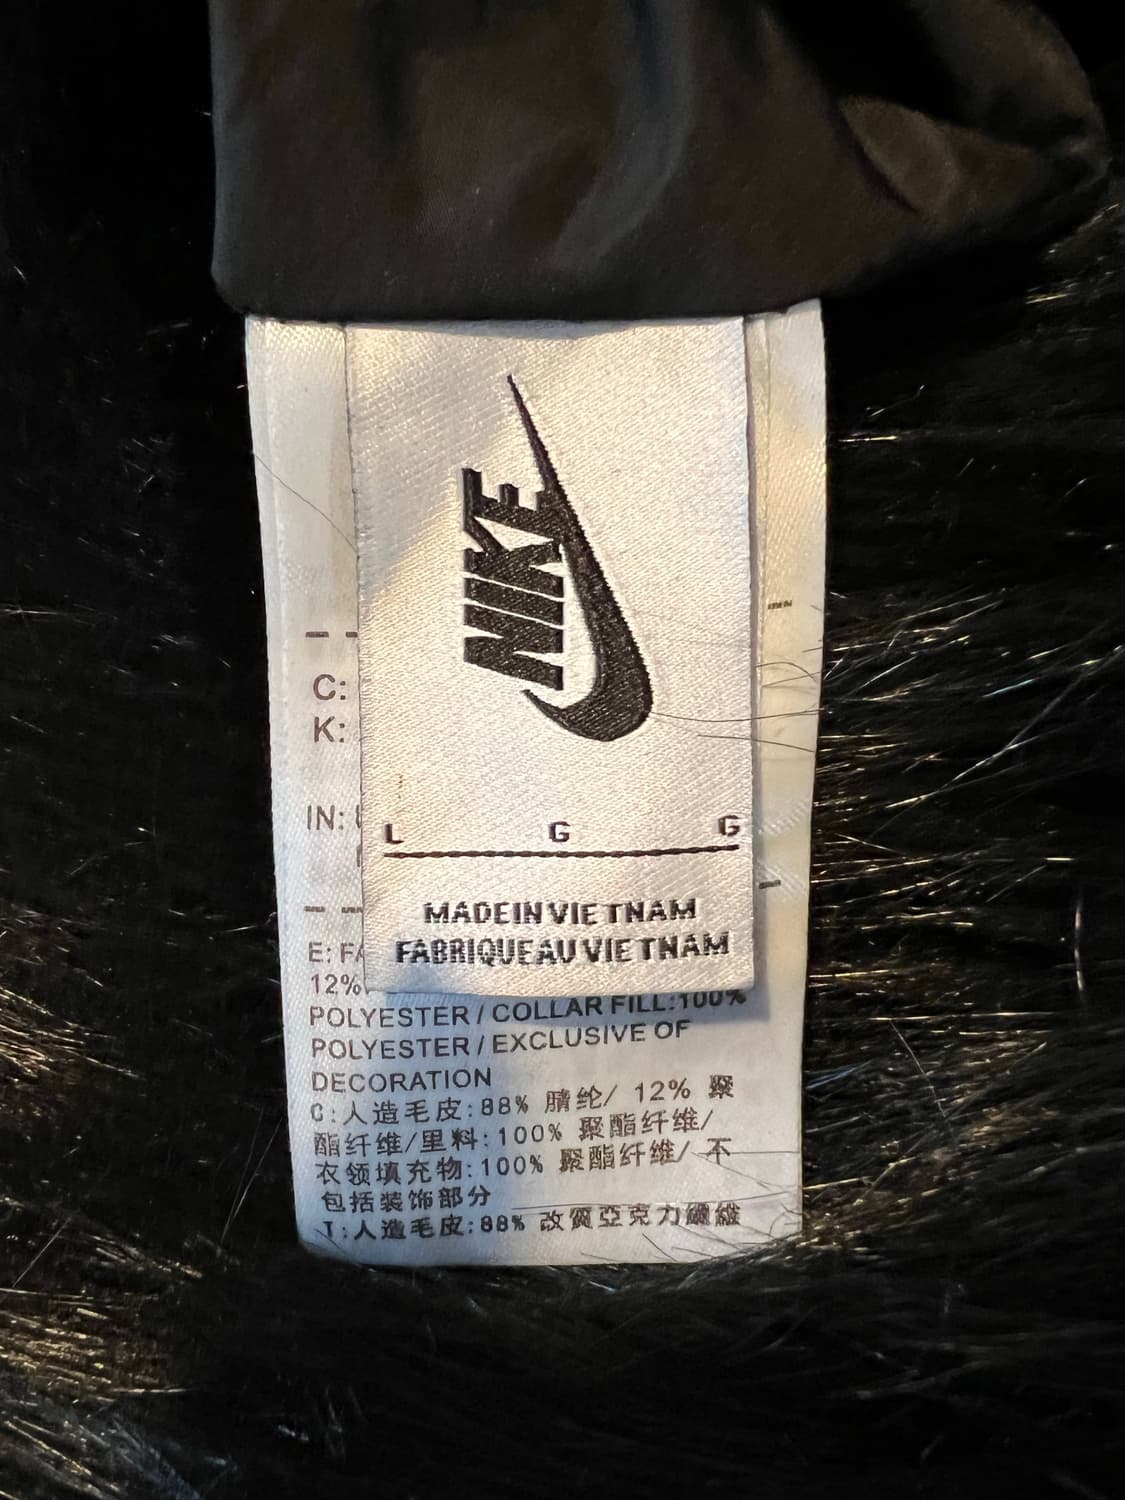 NIKE
L G G
MADE IN VIETNAM
FABRIQUE AU VIETNAM
C:
K:
IN:
E: FA
12%
POLYESTER / COLLAR FILL:100%
POLYESTER / EXCLUSIVE OF
DECORATION
C:人造毛皮:88% 腈纶/ 12% 聚
酯纤维/里料:100% 聚酯纤维/
衣领填充物:100% 聚酯纤维/ 不
包括装饰部分
T:人造毛皮:88% 改質亞克力纖維